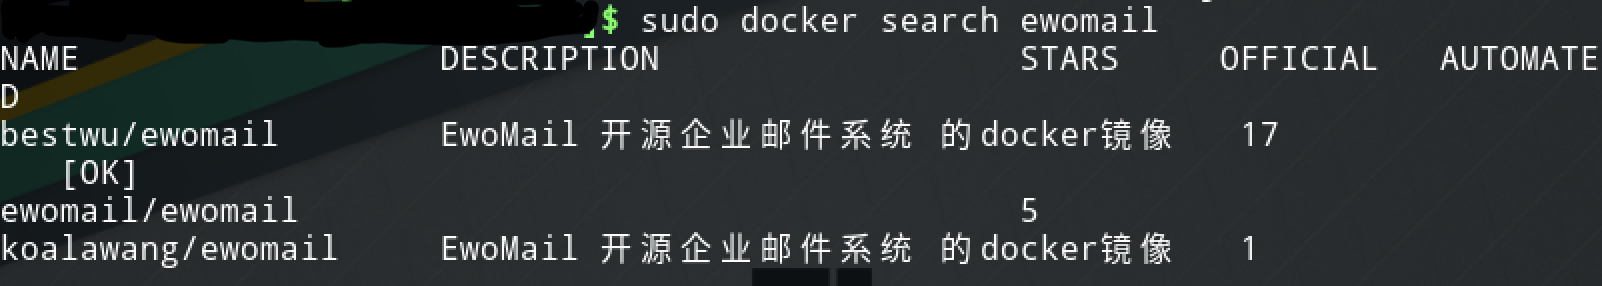 $ sudo docker search ewomail
NAME DESCRIPTION STARS OFFICIAL AUTOMATE
D
bestwu/ewomail EwoMail 开源企业邮件系统 的docker镜像 17
[OK]
ewomail/ewomail 5
koalawang/ewomail EwoMail 开源企业邮件系统 的docker镜像 1